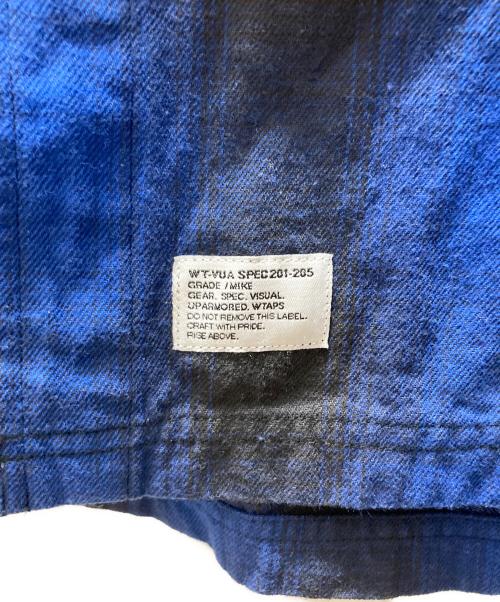 WT-VUA SPEC201-205
GRADE / MIKE
GEAR. SPEC. VISUAL.
UPARMORED. WTAPS
DO NOT REMOVE THIS LABEL.
CRAFT WITH PRIDE.
RISE ABOVE.